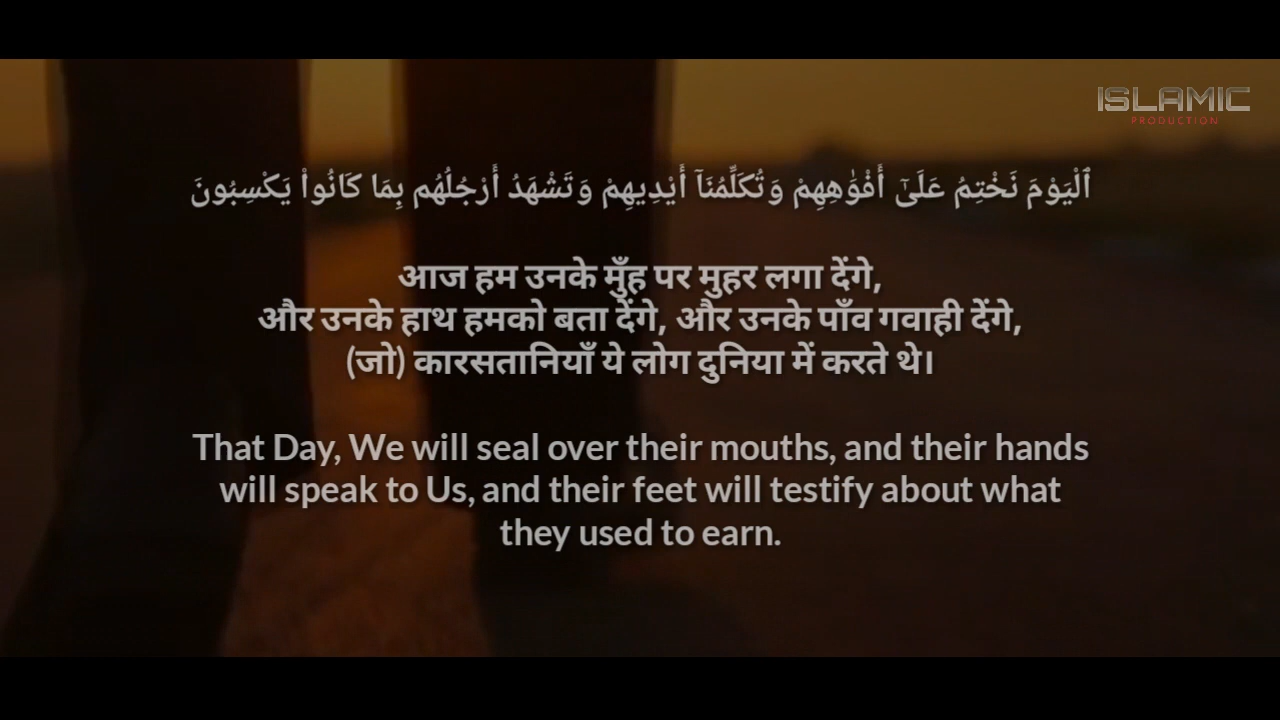 ISLAMIC
PRODUCTION
ٱلْيَوْمَ نَخْتِمُ عَلَىٰٓ أَفْوَٰهِهِمْ وَتُكَلِّمُنَآ أَيْدِيهِمْ وَتَشْهَدُ أَرْجُلُهُم بِمَا كَانُوا۟ يَكْسِبُونَ
आज हम उनके मुँह पर मुहर लगा देंगे,
और उनके हाथ हमको बता देंगे, और उनके पाँव गवाही देंगे,
(जो) कारसतानियाँ ये लोग दुनिया में करते थे।
That Day, We will seal over their mouths, and their hands
will speak to Us, and their feet will testify about what
they used to earn.